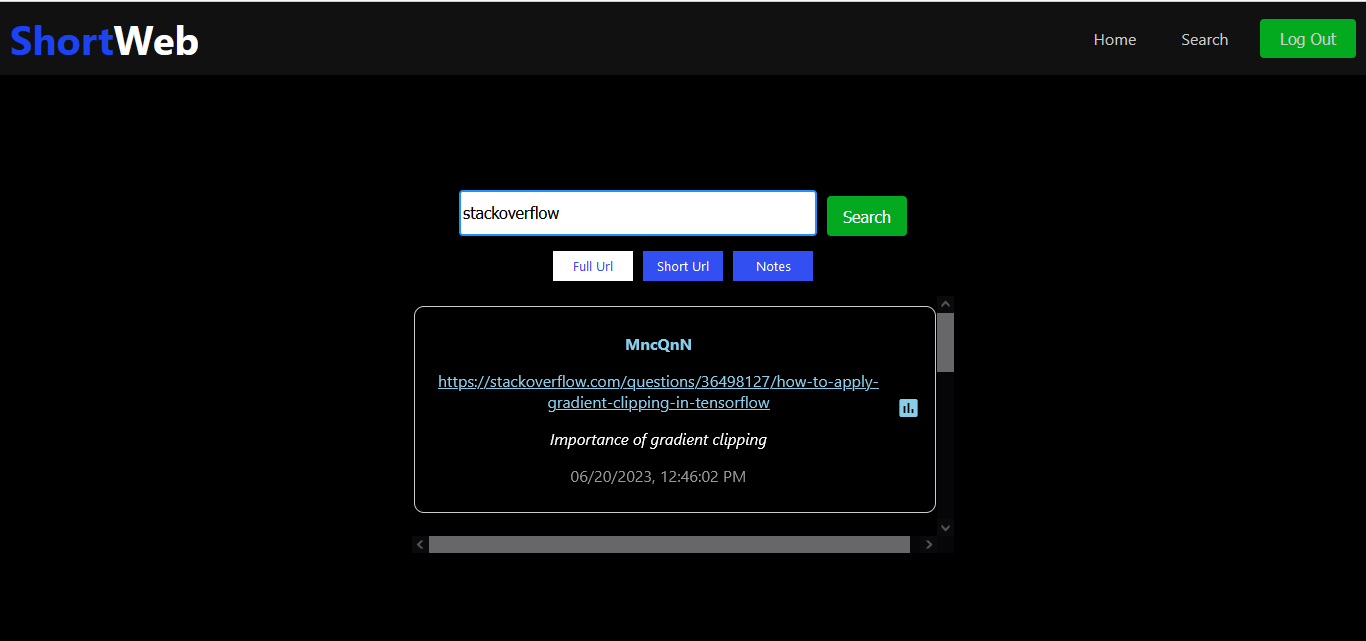 ShortWeb
Home Search Log Out
stackoverflow Search
Full Url Short Url Notes
MncQnN
https://stackoverflow.com/questions/36498127/how-to-apply-
gradient-clipping-in-tensorflow
Importance of gradient clipping
06/20/2023, 12:46:02 PM